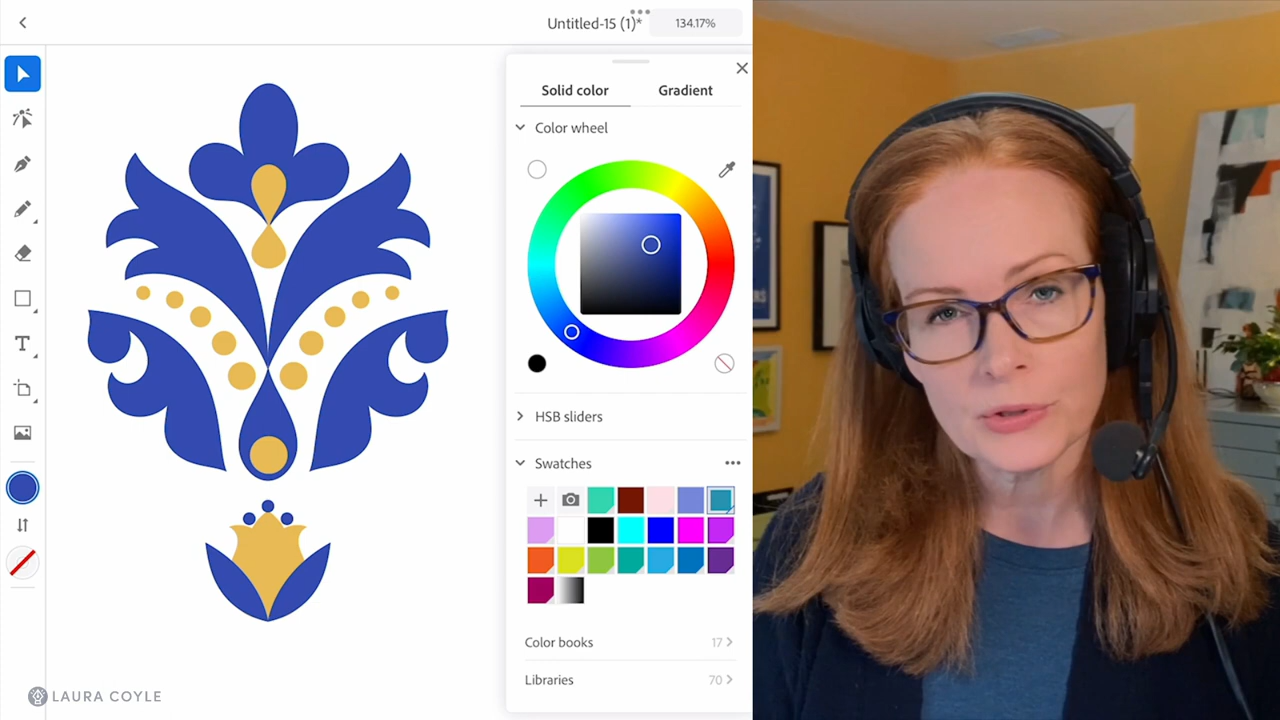 Untitled-15 (1)*
134.17%
Solid color
Gradient
Color wheel
HSB sliders
Swatches
Color books
17
Libraries
70
T
LAURA COYLE